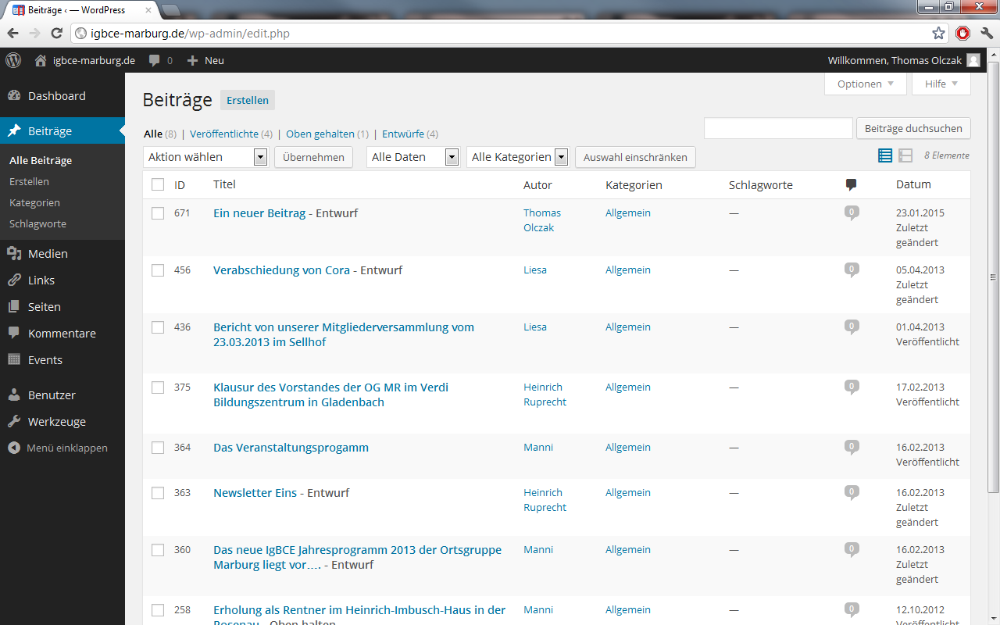 Beiträge ‹ — WordPress
igbce-marburg.de/wp-admin/edit.php
igbce-marburg.de 0 Neu Willkommen, Thomas Olczak
Optionen Hilfe
Dashboard
Beiträge
Alle Beiträge
Erstellen
Kategorien
Schlagworte
Medien
Links
Seiten
Kommentare
Events
Benutzer
Werkzeuge
Menü einklappen
Beiträge Erstellen
Alle (8) | Veröffentlichte (4) | Oben gehalten (1) | Entwürfe (4)
Beiträge duchsuchen
Aktion wählen Übernehmen Alle Daten Alle Kategorien Auswahl einschränken 8 Elemente
ID Titel Autor Kategorien Schlagworte Datum
671 Ein neuer Beitrag - Entwurf Thomas Allgemein — 0 23.01.2015
Olczak Zuletzt
geändert
456 Verabschiedung von Cora - Entwurf Liesa Allgemein — 0 05.04.2013
Zuletzt
geändert
436 Bericht von unserer Mitgliederversammlung vom Liesa Allgemein — 0 01.04.2013
23.03.2013 im Sellhof Veröffentlicht
375 Klausur des Vorstandes der OG MR im Verdi Heinrich Allgemein — 0 17.02.2013
Bildungszentrum in Gladenbach Ruprecht Veröffentlicht
364 Das Veranstaltungsprogamm Manni Allgemein — 0 16.02.2013
Veröffentlicht
363 Newsletter Eins - Entwurf Heinrich Allgemein — 0 16.02.2013
Ruprecht Zuletzt
geändert
360 Das neue IgBCE Jahresprogramm 2013 der Ortsgruppe Manni Allgemein — 0 16.02.2013
Marburg liegt vor…. - Entwurf Zuletzt
geändert
258 Erholung als Rentner im Heinrich-Imbusch-Haus in der Manni Allgemein — 0 12.10.2012
Rosenau - Oben halten Veröffentlicht